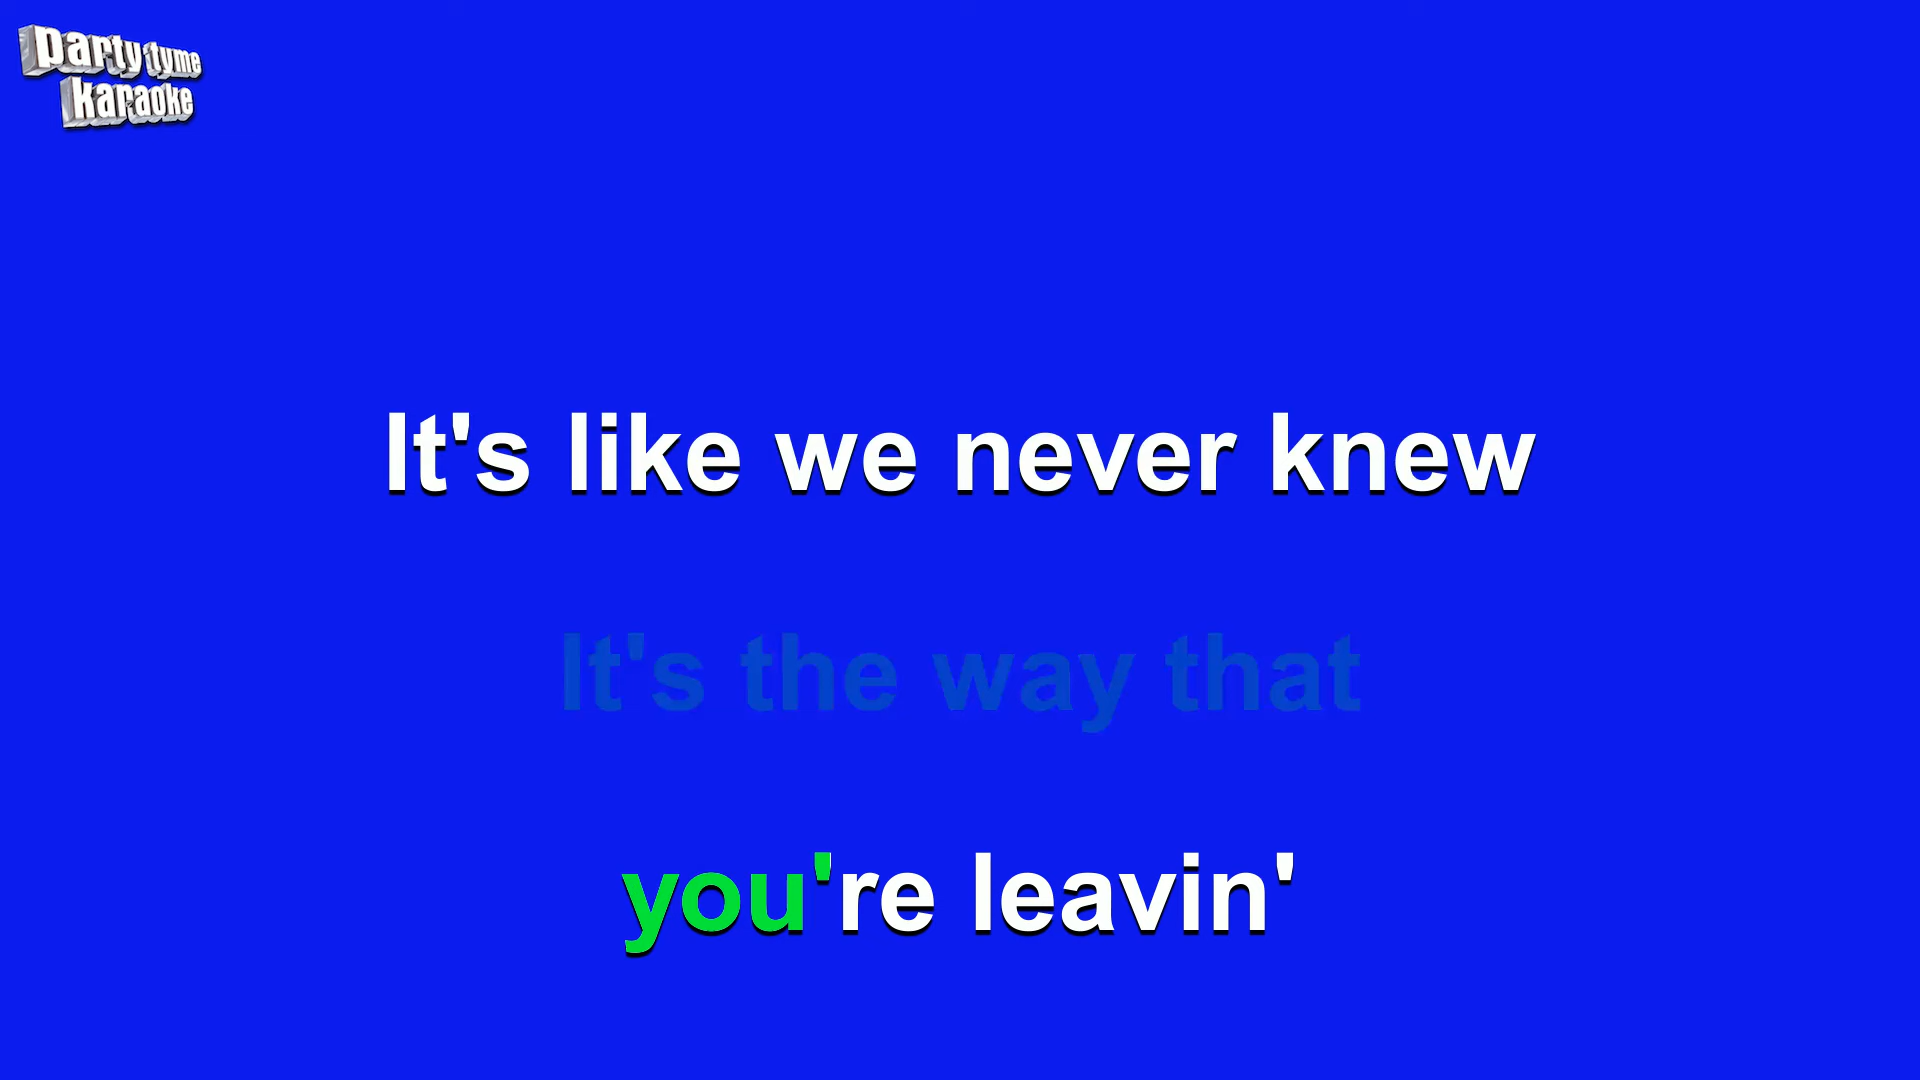 party tyme
karaoke
It's like we never knew
It's the way that
you're leavin'